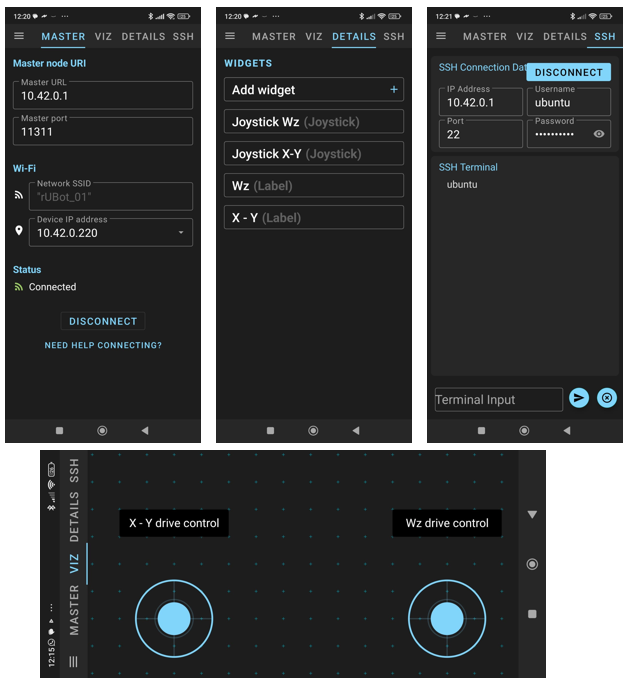 12:20
MASTER VIZ DETAILS SSH
Master node URI
Master URL
10.42.0.1
Master port
11311
Wi-Fi
Network SSID
"rUBot_01"
Device IP address
10.42.0.220
Status
Connected
DISCONNECT
NEED HELP CONNECTING?
12:20
MASTER VIZ DETAILS SSH
WIDGETS
Add widget +
Joystick Wz (Joystick)
Joystick X-Y (Joystick)
Wz (Label)
X - Y (Label)
12:21
MASTER VIZ DETAILS SSH
SSH Connection Dat
DISCONNECT
IP Address
10.42.0.1
Username
ubuntu
Port
22
Password
••••••••••
SSH Terminal
ubuntu
Terminal Input
12:15
MASTER VIZ DETAILS SSH
X - Y drive control
Wz drive control